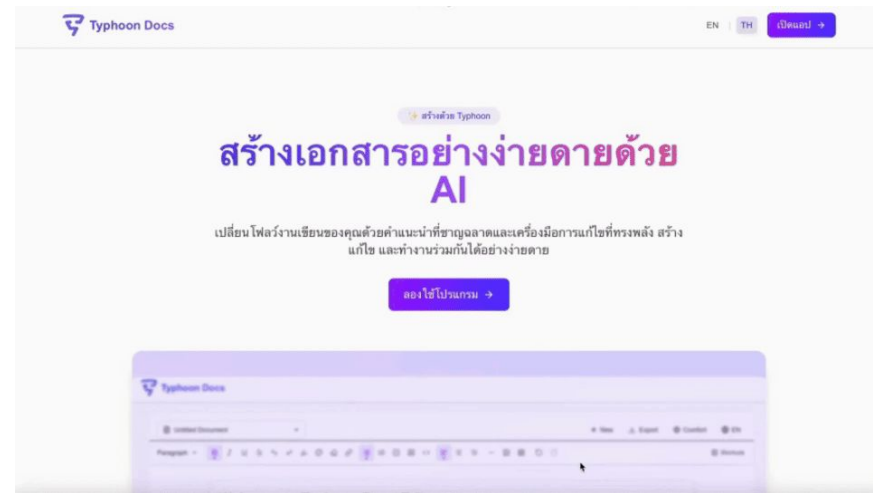 Typhoon Docs
EN
TH
เปิดแอป →
✨ สร้างด้วย Typhoon
สร้างเอกสารอย่างง่ายดายด้วย
AI
เปลี่ยนโฟลว์งานเขียนของคุณด้วยคำแนะนำที่ชาญฉลาดและเครื่องมือการแก้ไขที่ทรงพลัง สร้าง
แก้ไข และทำงานร่วมกันได้อย่างง่ายดาย
ลองใช้โปรแกรม →
Typhoon Docs
Untitled Document
New
Export
EN
Paragraph